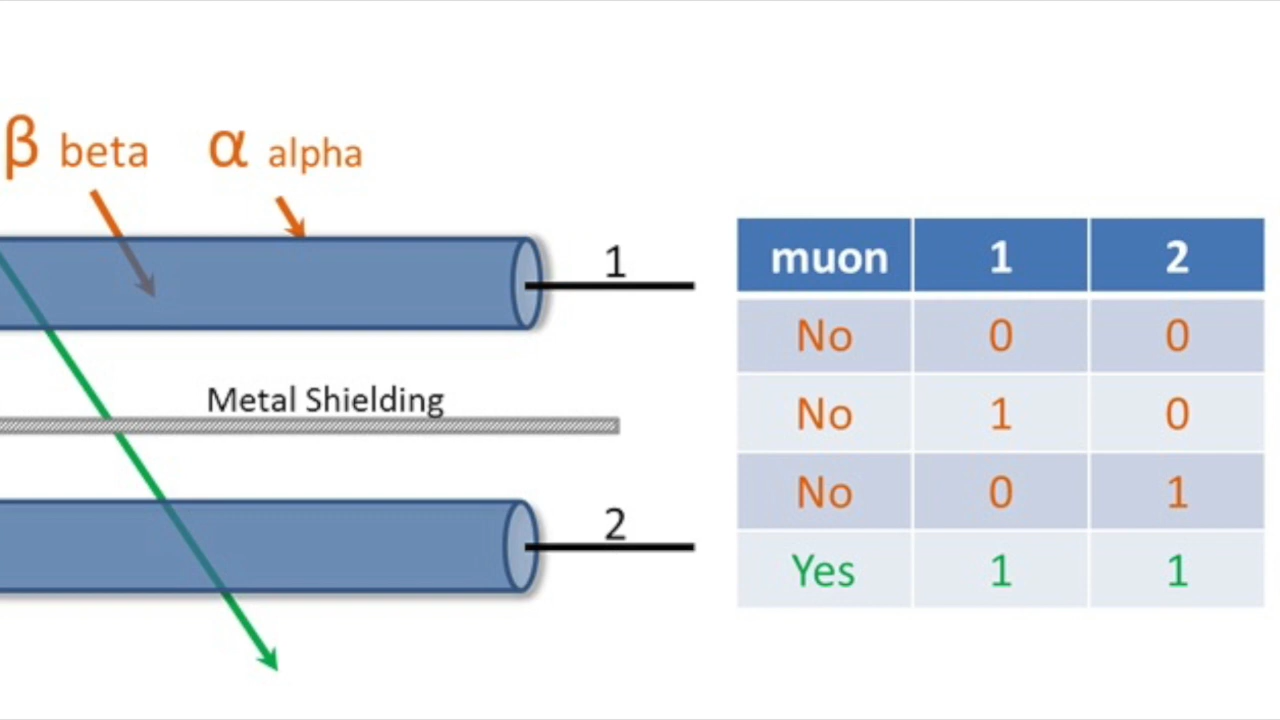 β beta α alpha
1
Metal Shielding
2
muon 1 2
No 0 0
No 1 0
No 0 1
Yes 1 1